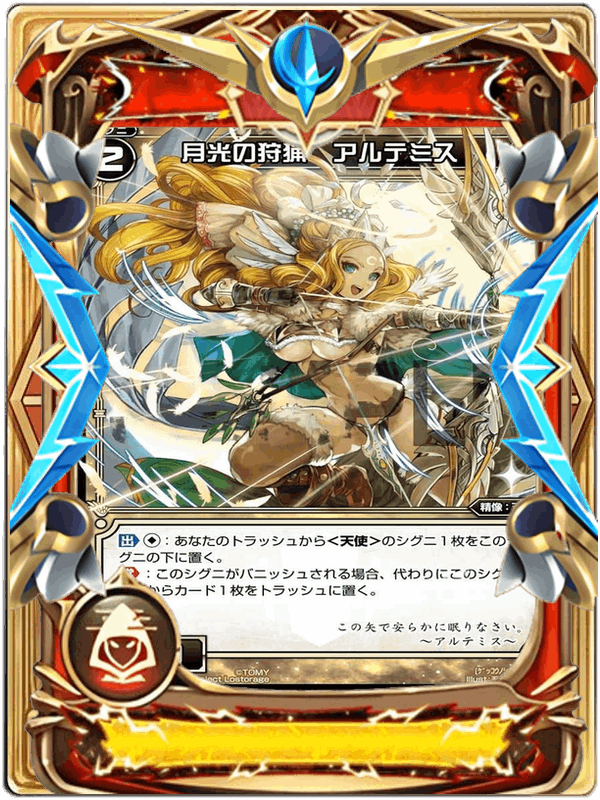 2
月光の狩猟 アルテミス
精像:
出 : あなたのトラッシュから<天使>のシグニ1枚をこの
グニの下に置く。
: このシグニがバニッシュされる場合、代わりにこのシグ
からカード1枚をトラッシュに置く。
この矢で安らかに眠りなさい。
～アルテミス～
©TOMY
ject Lostorage
Illust: